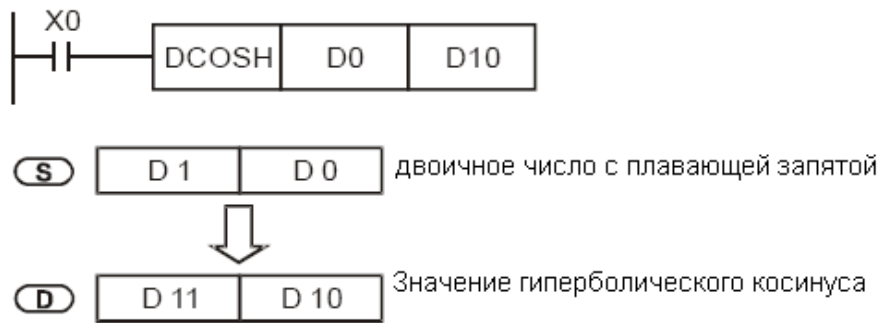 X0
DCOSH D0 D10
S D 1 D 0 двоичное число с плавающей запятой
D D 11 D 10 Значение гиперболического косинуса